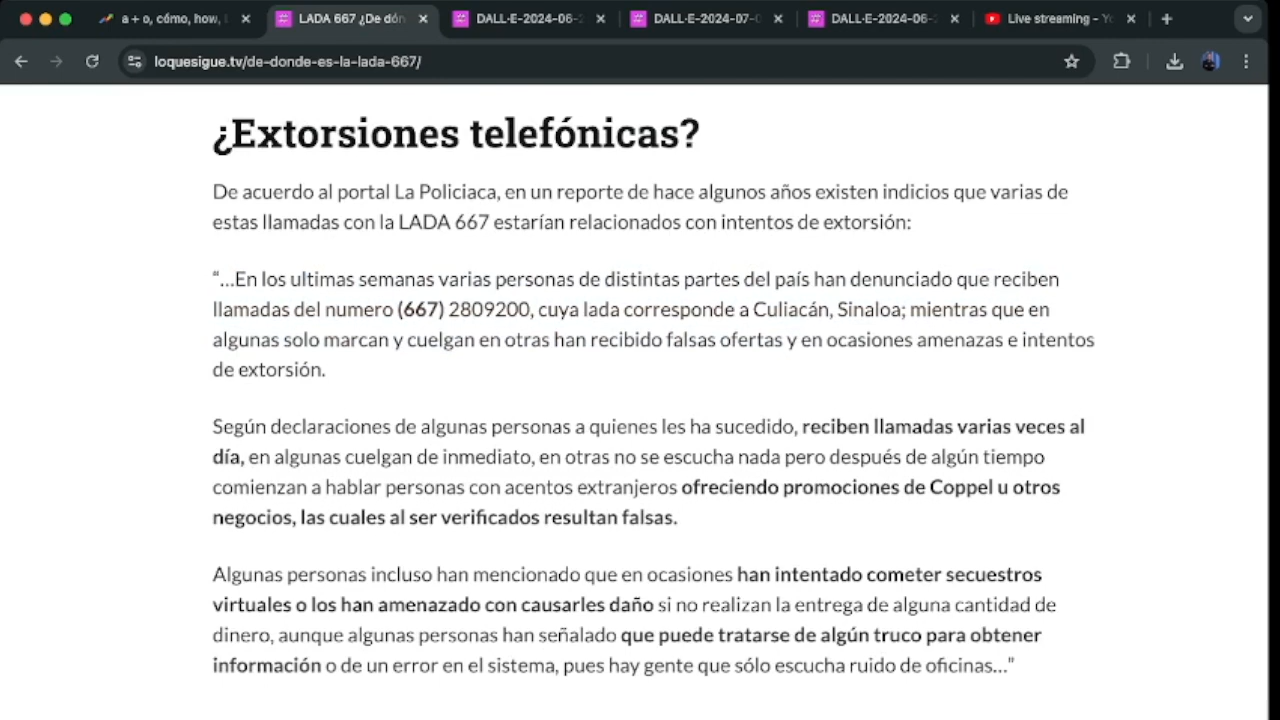 a + o, cómo, how,
LADA 667 ¿De dón
DALL·E-2024-06-2
DALL·E-2024-07-0
DALL·E-2024-06-2
Live streaming - Yo
loquesigue.tv/de-donde-es-la-lada-667/
¿Extorsiones telefónicas?
De acuerdo al portal La Policiaca, en un reporte de hace algunos años existen indicios que varias de
estas llamadas con la LADA 667 estarían relacionados con intentos de extorsión:
“…En los ultimas semanas varias personas de distintas partes del país han denunciado que reciben
llamadas del numero (667) 2809200, cuya lada corresponde a Culiacán, Sinaloa; mientras que en
algunas solo marcan y cuelgan en otras han recibido falsas ofertas y en ocasiones amenazas e intentos
de extorsión.
Según declaraciones de algunas personas a quienes les ha sucedido, reciben llamadas varias veces al
día, en algunas cuelgan de inmediato, en otras no se escucha nada pero después de algún tiempo
comienzan a hablar personas con acentos extranjeros ofreciendo promociones de Coppel u otros
negocios, las cuales al ser verificados resultan falsas.
Algunas personas incluso han mencionado que en ocasiones han intentado cometer secuestros
virtuales o los han amenazado con causarles daño si no realizan la entrega de alguna cantidad de
dinero, aunque algunas personas han señalado que puede tratarse de algún truco para obtener
información o de un error en el sistema, pues hay gente que sólo escucha ruido de oficinas…”